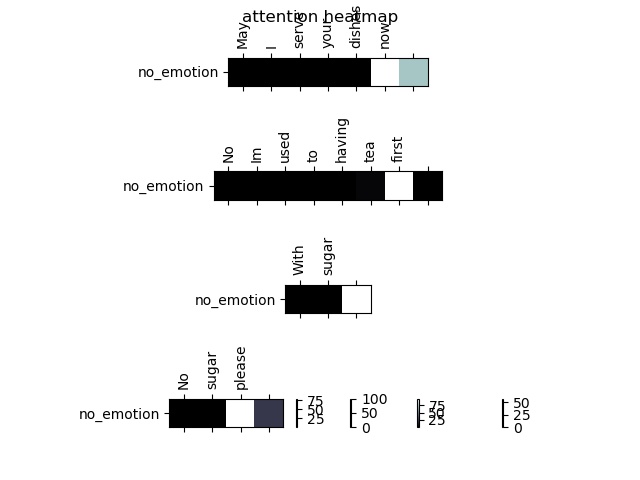 attention heatmap
May I serve your dishes now
no_emotion
No Im used to having tea first
no_emotion
With sugar
no_emotion
No sugar please
no_emotion
75
50
25
100
50
0
75
50
25
50
25
0